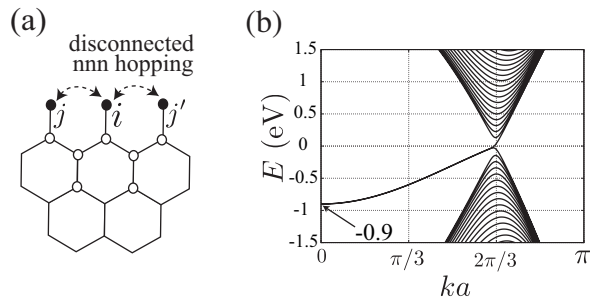 (a)
disconnected
nnn hopping
j
i
j'
(b)
E (eV)
1.5
1
0.5
0
-0.5
-1
-1.5
-0.9
0
π/3
2π/3
π
ka